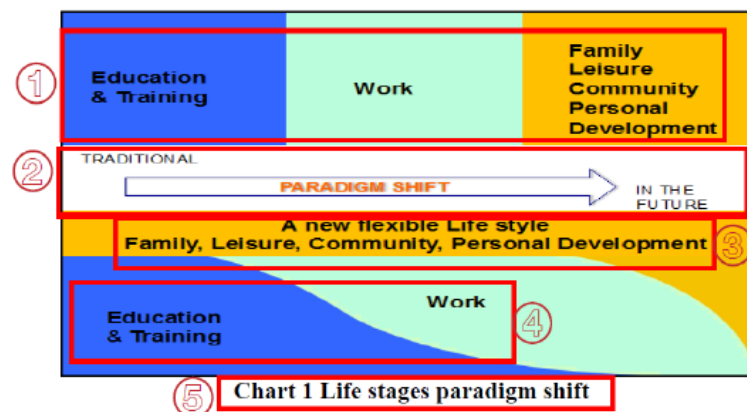 ①
Education
& Training
Work
Family
Leisure
Community
Personal
Development
②
TRADITIONAL
PARADIGM SHIFT
IN THE
FUTURE
A new flexible Life style
Family, Leisure, Community, Personal Development
③
Work
Education
& Training
④
⑤
Chart 1 Life stages paradigm shift